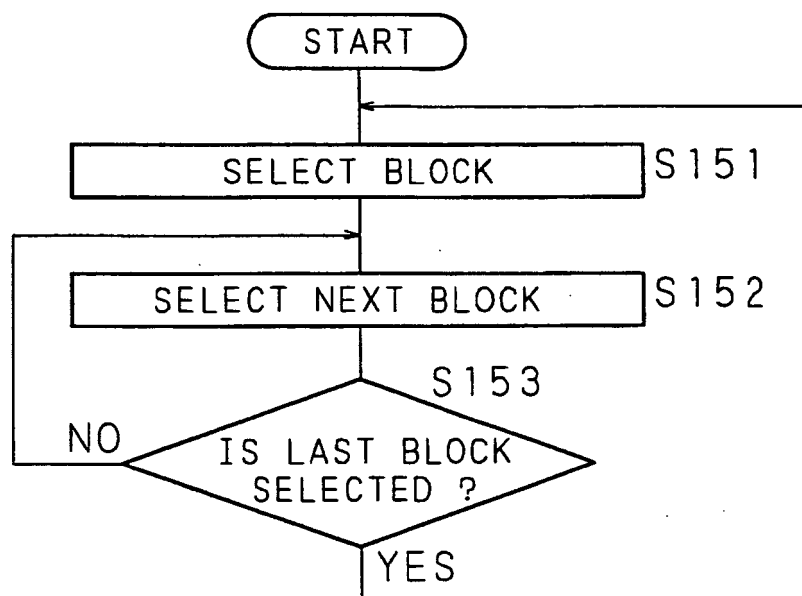 START
SELECT BLOCK
S151
SELECT NEXT BLOCK
S152
S153
NO
IS LAST BLOCK
SELECTED ?
YES